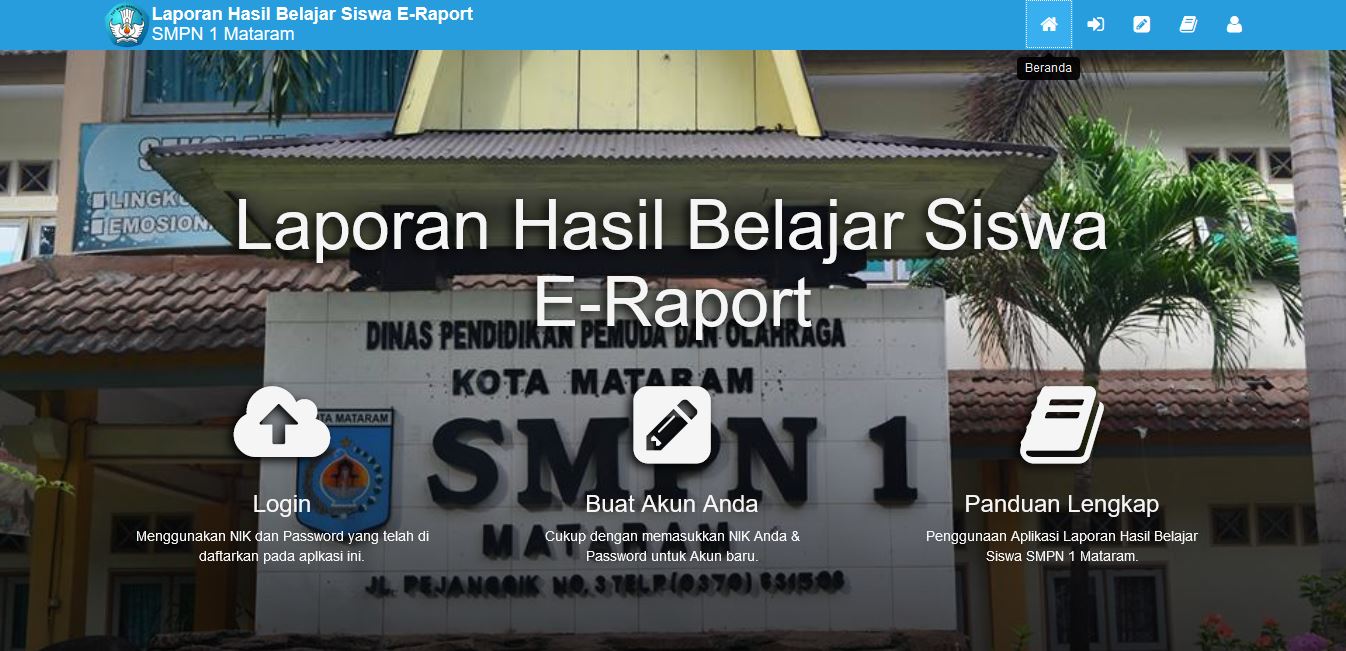 Laporan Hasil Belajar Siswa E-Raport
SMPN 1 Mataram
Beranda
LINGKU
EMOSION
Laporan Hasil Belajar Siswa
E-Raport
DINAS PENDIDIKAN PEMUDA DAN OLAHRAGA
KOTA MATARAM
TA MATARAM
SMPN 1
MATARAM
JL. PEJANGGIK NO. 3 TELP (0370) 631506
Login
Menggunakan NIK dan Password yang telah di
daftarkan pada aplkasi ini.
Buat Akun Anda
Cukup dengan memasukkan NIK Anda &
Password untuk Akun baru.
Panduan Lengkap
Penggunaan Aplikasi Laporan Hasil Belajar
Siswa SMPN 1 Mataram.